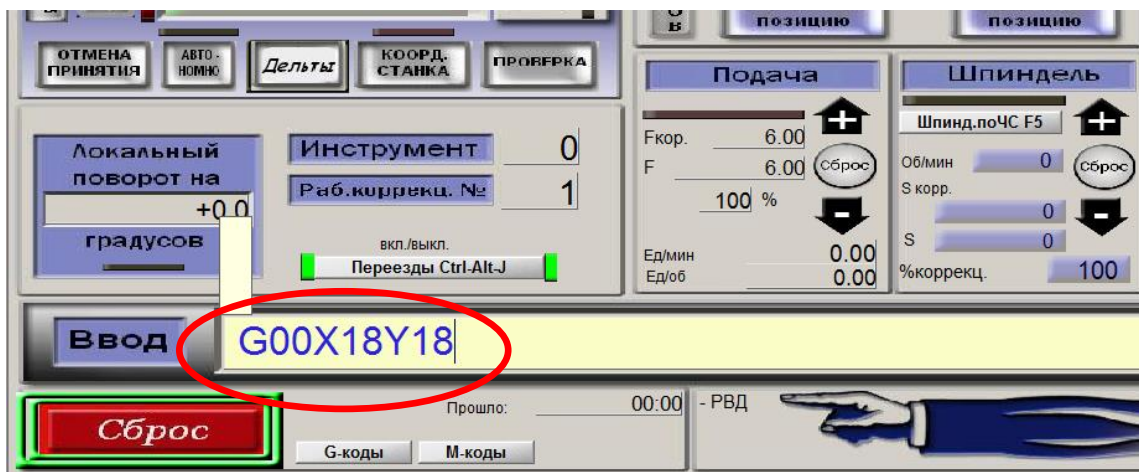 ОТМЕНА
ПРИНЯТИЯ
АВТО-
НОМНО
Дельты
КООРД.
СТАНКА
ПРОВЕРКА
В
позицию
позицию
Локальный
поворот на
+0.0
градусов
Инструмент 0
Раб.коррекц. № 1
вкл./выкл.
Переезды Ctrl-Alt-J
Подача
Fкор. 6.00
F 6.00
Сброс
100 %
Ед/мин 0.00
Ед/об 0.00
+
-
Шпиндель
Шпинд.поЧС F5
Об/мин 0
Сброс
S корр.
0
S 0
%коррекц. 100
+
-
Ввод
G00X18Y18
Сброс
Прошло: 00:00
G-коды
M-коды
- РВД